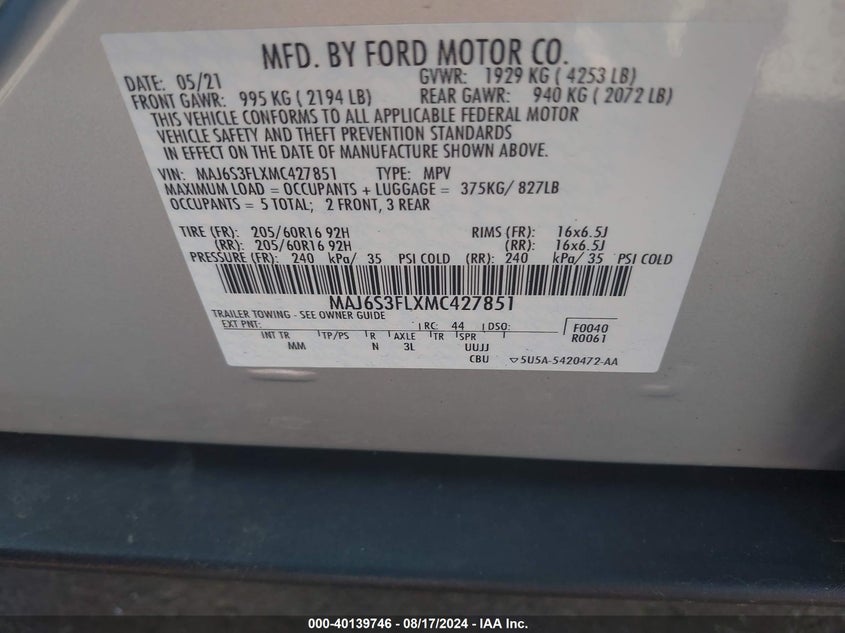 MFD. BY FORD MOTOR CO.
DATE: 05/21 GVWR: 1929 KG ( 4253 LB)
FRONT GAWR: 995 KG ( 2194 LB) REAR GAWR: 940 KG ( 2072 LB)
THIS VEHICLE CONFORMS TO ALL APPLICABLE FEDERAL MOTOR
VEHICLE SAFETY AND THEFT PREVENTION STANDARDS
IN EFFECT ON THE DATE OF MANUFACTURE SHOWN ABOVE.
VIN: MAJ6S3FLXMC427851 TYPE: MPV
MAXIMUM LOAD = OCCUPANTS + LUGGAGE = 375KG/ 827LB
OCCUPANTS = 5 TOTAL; 2 FRONT, 3 REAR
TIRE (FR): 205/60R16 92H RIMS (FR): 16x6.5J
(RR): 205/60R16 92H (RR): 16x6.5J
PRESSURE (FR): 240 kPa/ 35 PSI COLD (RR): 240 kPa/ 35 PSI COLD
MAJ6S3FLXMC427851
TRAILER TOWING - SEE OWNER GUIDE
EXT PNT: RC: 44 DSO: F0040
INT TR TP/PS R AXLE TR SPR R0061
MM N 3L UUJJ
CBU 5U5A-5420472-AA
000-40139746 - 08/17/2024 - IAA Inc.